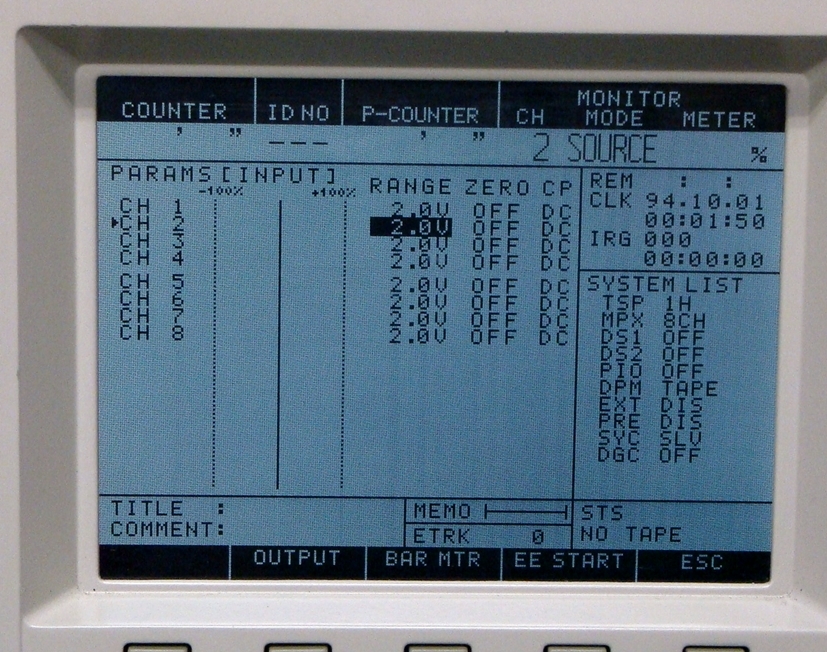 COUNTER ID NO P-COUNTER CH MONITOR MODE METER
' " --- ' " 2 SOURCE %
PARAMS [INPUT]
-100% +100% RANGE ZERO CP
CH 1 2.0V OFF DC
CH 2 2.0V OFF DC
CH 3 2.0V OFF DC
CH 4 2.0V OFF DC
CH 5 2.0V OFF DC
CH 6 2.0V OFF DC
CH 7 2.0V OFF DC
CH 8 2.0V OFF DC
REM : :
CLK 94.10.01
00:01:50
IRG 000
00:00:00
SYSTEM LIST
TSP 1H
MPX 8CH
DS1 OFF
DS2 OFF
PIO OFF
DPM TAPE
EXT DIS
PRE DIS
SYC SLV
DGC OFF
TITLE :
COMMENT:
MEMO
ETRK 0
STS
NO TAPE
OUTPUT BAR MTR EE START ESC